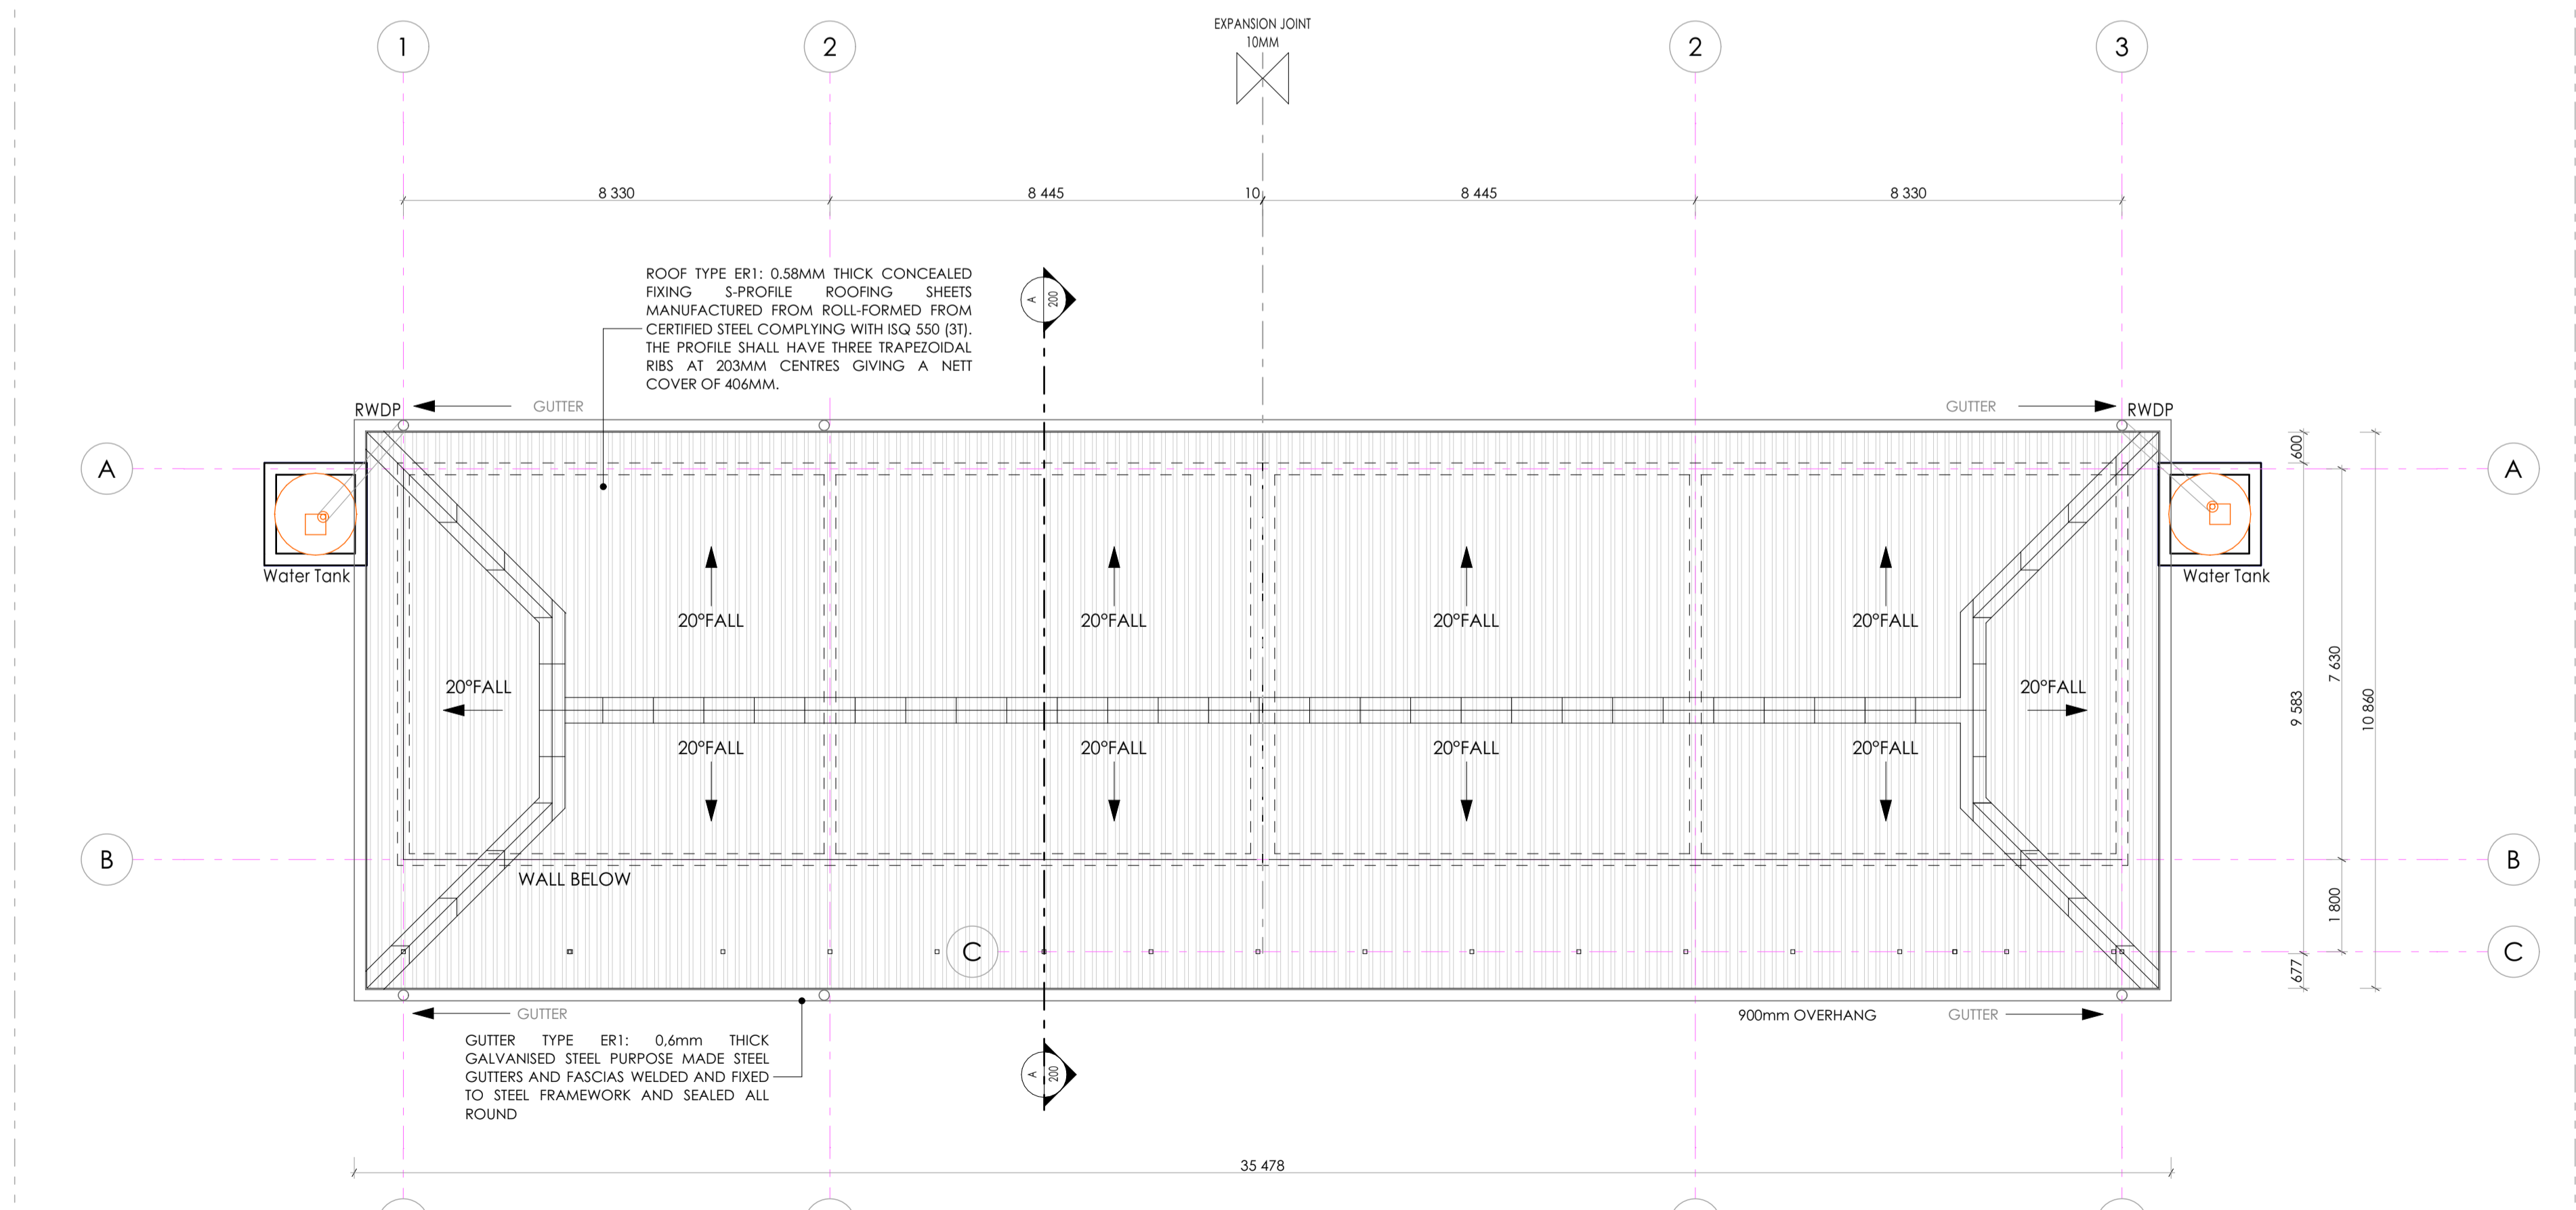 EXPANSION JOINT
10MM
1
2
2
3
8 330
8 445
10
8 445
8 330
ROOF TYPE ER1: 0.58MM THICK CONCEALED
FIXING S-PROFILE ROOFING SHEETS
MANUFACTURED FROM ROLL-FORMED FROM
CERTIFIED STEEL COMPLYING WITH ISQ 550 (3T).
THE PROFILE SHALL HAVE THREE TRAPEZOIDAL
RIBS AT 203MM CENTRES GIVING A NETT
COVER OF 406MM.
A
200
RWDP
GUTTER
GUTTER
RWDP
A
A
600
Water Tank
Water Tank
20°FALL
20°FALL
20°FALL
20°FALL
20°FALL
20°FALL
7 630
9 583
10 860
20°FALL
20°FALL
20°FALL
20°FALL
B
B
WALL BELOW
1 800
C
C
677
GUTTER
900mm OVERHANG
GUTTER
GUTTER TYPE ER1: 0,6mm THICK
GALVANISED STEEL PURPOSE MADE STEEL
GUTTERS AND FASCIAS WELDED AND FIXED
TO STEEL FRAMEWORK AND SEALED ALL
ROUND
A
200
35 478